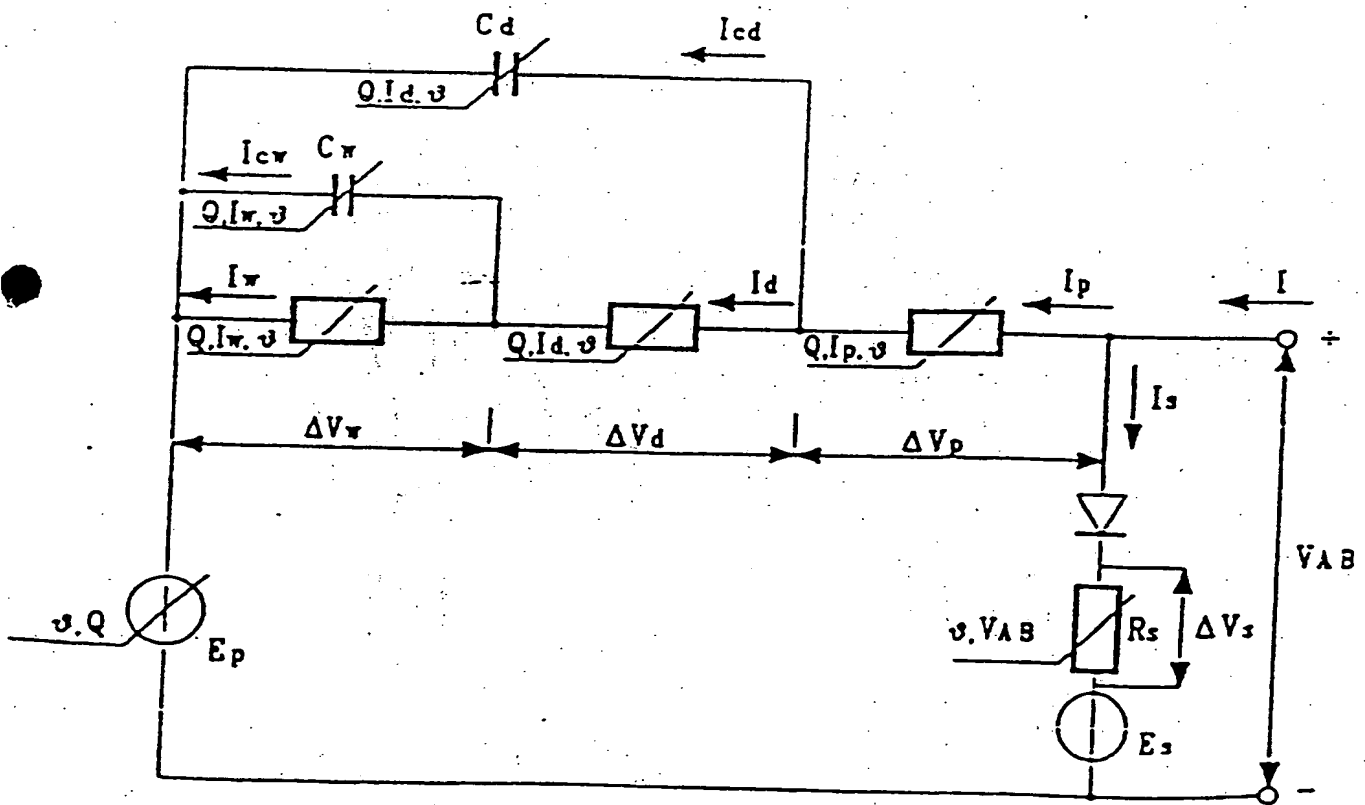 Cd
Icd
Q.Id.ϑ
Icw
Cw
Q.Iw.ϑ
Iw
Id
Ip
I
Q.Iw.ϑ
Q.Id.ϑ
Q.Ip.ϑ
÷
Is
ΔVw
ΔVd
ΔVp
VAB
ϑ.Q
Ep
ϑ.VAB
Rs
ΔVs
Es
-